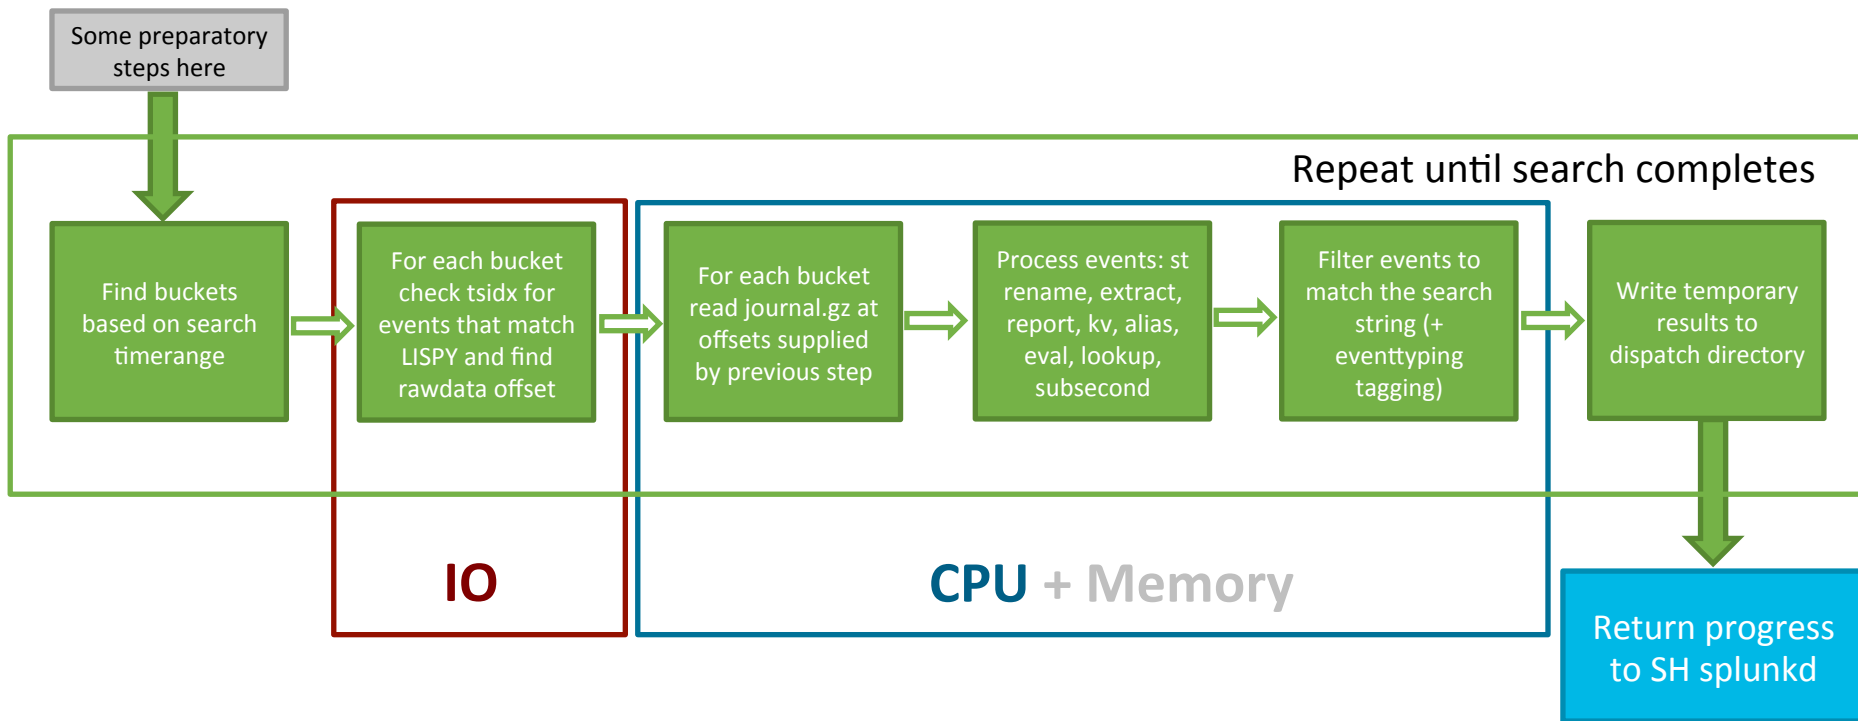 Some preparatory
steps here
Repeat until search completes
Find buckets
based on search
timerange
For each bucket
check tsidx for
events that match
LISPY and find
rawdata offset
For each bucket
read journal.gz at
offsets supplied
by previous step
Process events: st
rename, extract,
report, kv, alias,
eval, lookup,
subsecond
Filter events to
match the search
string (+
eventtyping
tagging)
Write temporary
results to
dispatch directory
IO
CPU + Memory
Return progress
to SH splunkd